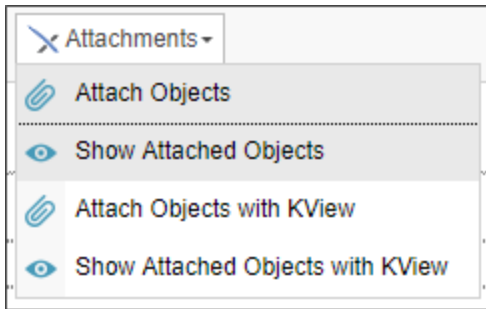 Attachments
Attach Objects
Show Attached Objects
Attach Objects with KView
Show Attached Objects with KView